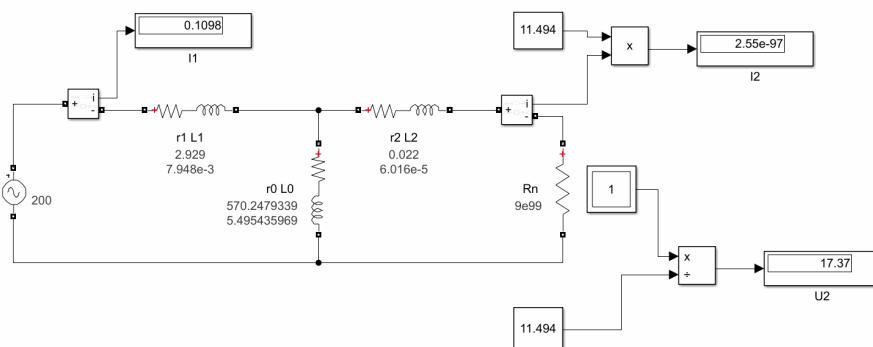 0.1098
I1
i
+
-
r1 L1
2.929
7.948e-3
200
r0 L0
570.2479339
5.495435969
r2 L2
0.022
6.016e-5
i
+
-
Rn
9e99
11.494
x
2.55e-97
I2
1
x
÷
17.37
U2
11.494